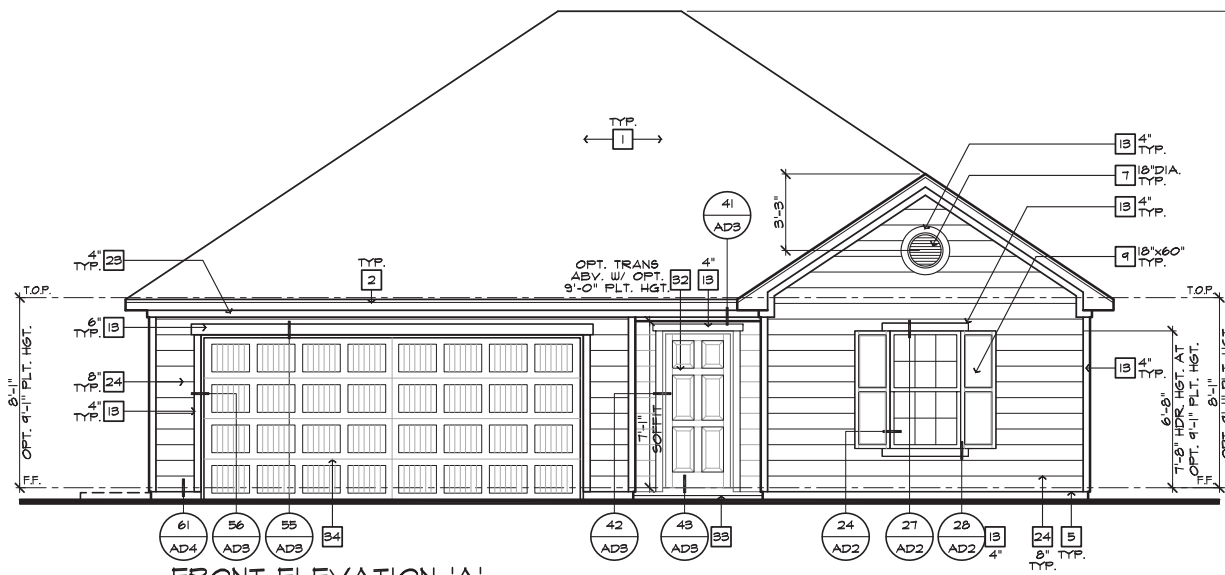 TYP.
1
13 4"
TYP.
7 18"DIA.
TYP.
13 4"
TYP.
9 18"x60"
TYP.
3'-3"
41
AD3
4"
TYP. 23
TYP.
2
OPT. TRANS
ABV. W/ OPT.
9'-0" PLT. HGT.
32
4"
13
T.O.P.
T.O.P.
6"
TYP. 13
8"
TYP. 24
4"
TYP. 13
13 4"
TYP.
8'-1"
OPT. 9'-1" PLT. HGT.
7'-1"
SOFFIT
6'-8"
7'-8" HDR. HGT. AT
OPT. 9'-1" PLT. HGT.
8'-1"
OPT. 9'-1" PLT. HGT.
F.F.
F.F.
61
AD4
56
AD3
55
AD3
34
42
AD3
43
AD3
33
24
AD2
27
AD2
28
AD2
13
4"
24
8"
TYP.
5 TYP.
FRONT ELEVATION 'A'